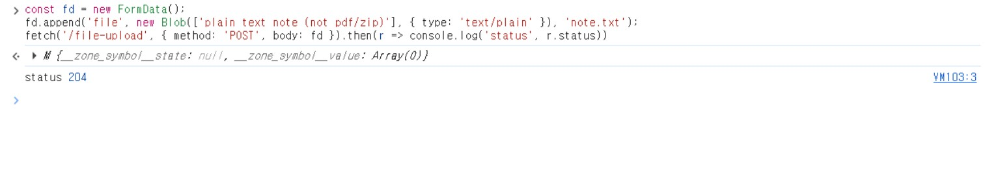 > const fd = new FormData();
fd.append('file', new Blob(['plain text note (not pdf/zip)'], { type: 'text/plain' }), 'note.txt');
fetch('/file-upload', { method: 'POST', body: fd }).then(r => console.log('status', r.status))
M {__zone_symbol__state: null, __zone_symbol__value: Array(0)}
status 204 VM103:3
>